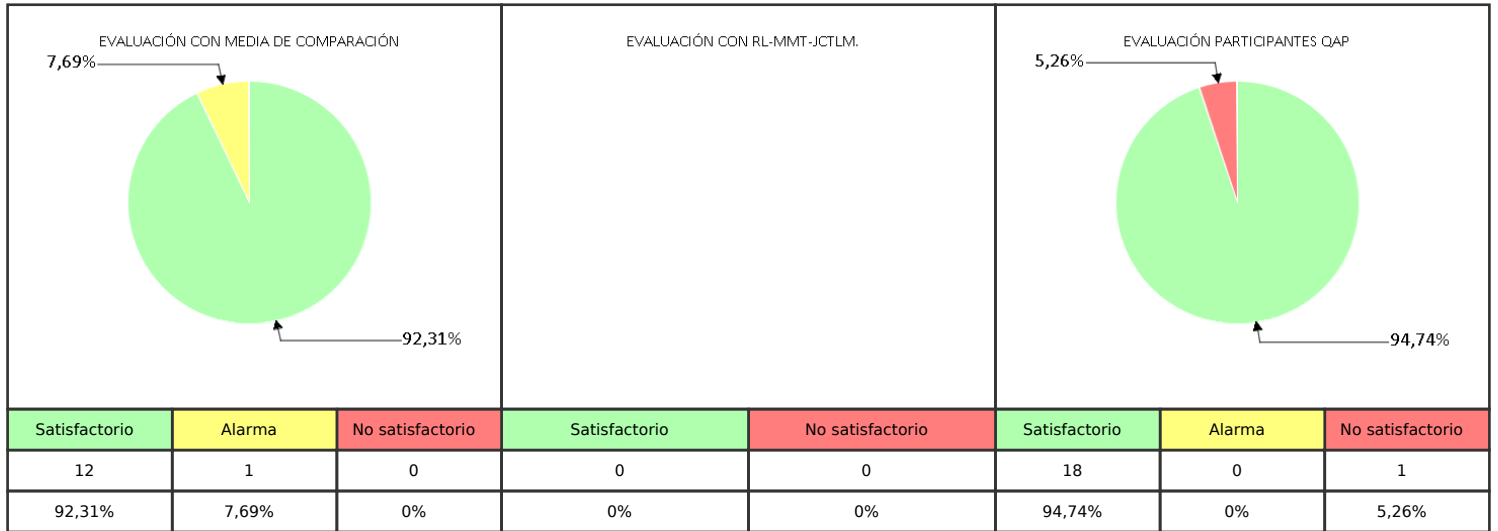 EVALUACIÓN CON MEDIA DE COMPARACIÓN
7,69%
92,31%
EVALUACIÓN CON RL-MMT-JCTLM.
EVALUACIÓN PARTICIPANTES QAP
5,26%
94,74%
Satisfactorio Alarma No satisfactorio Satisfactorio No satisfactorio Satisfactorio Alarma No satisfactorio
12 1 0 0 0 18 0 1
92,31% 7,69% 0% 0% 0% 94,74% 0% 5,26%